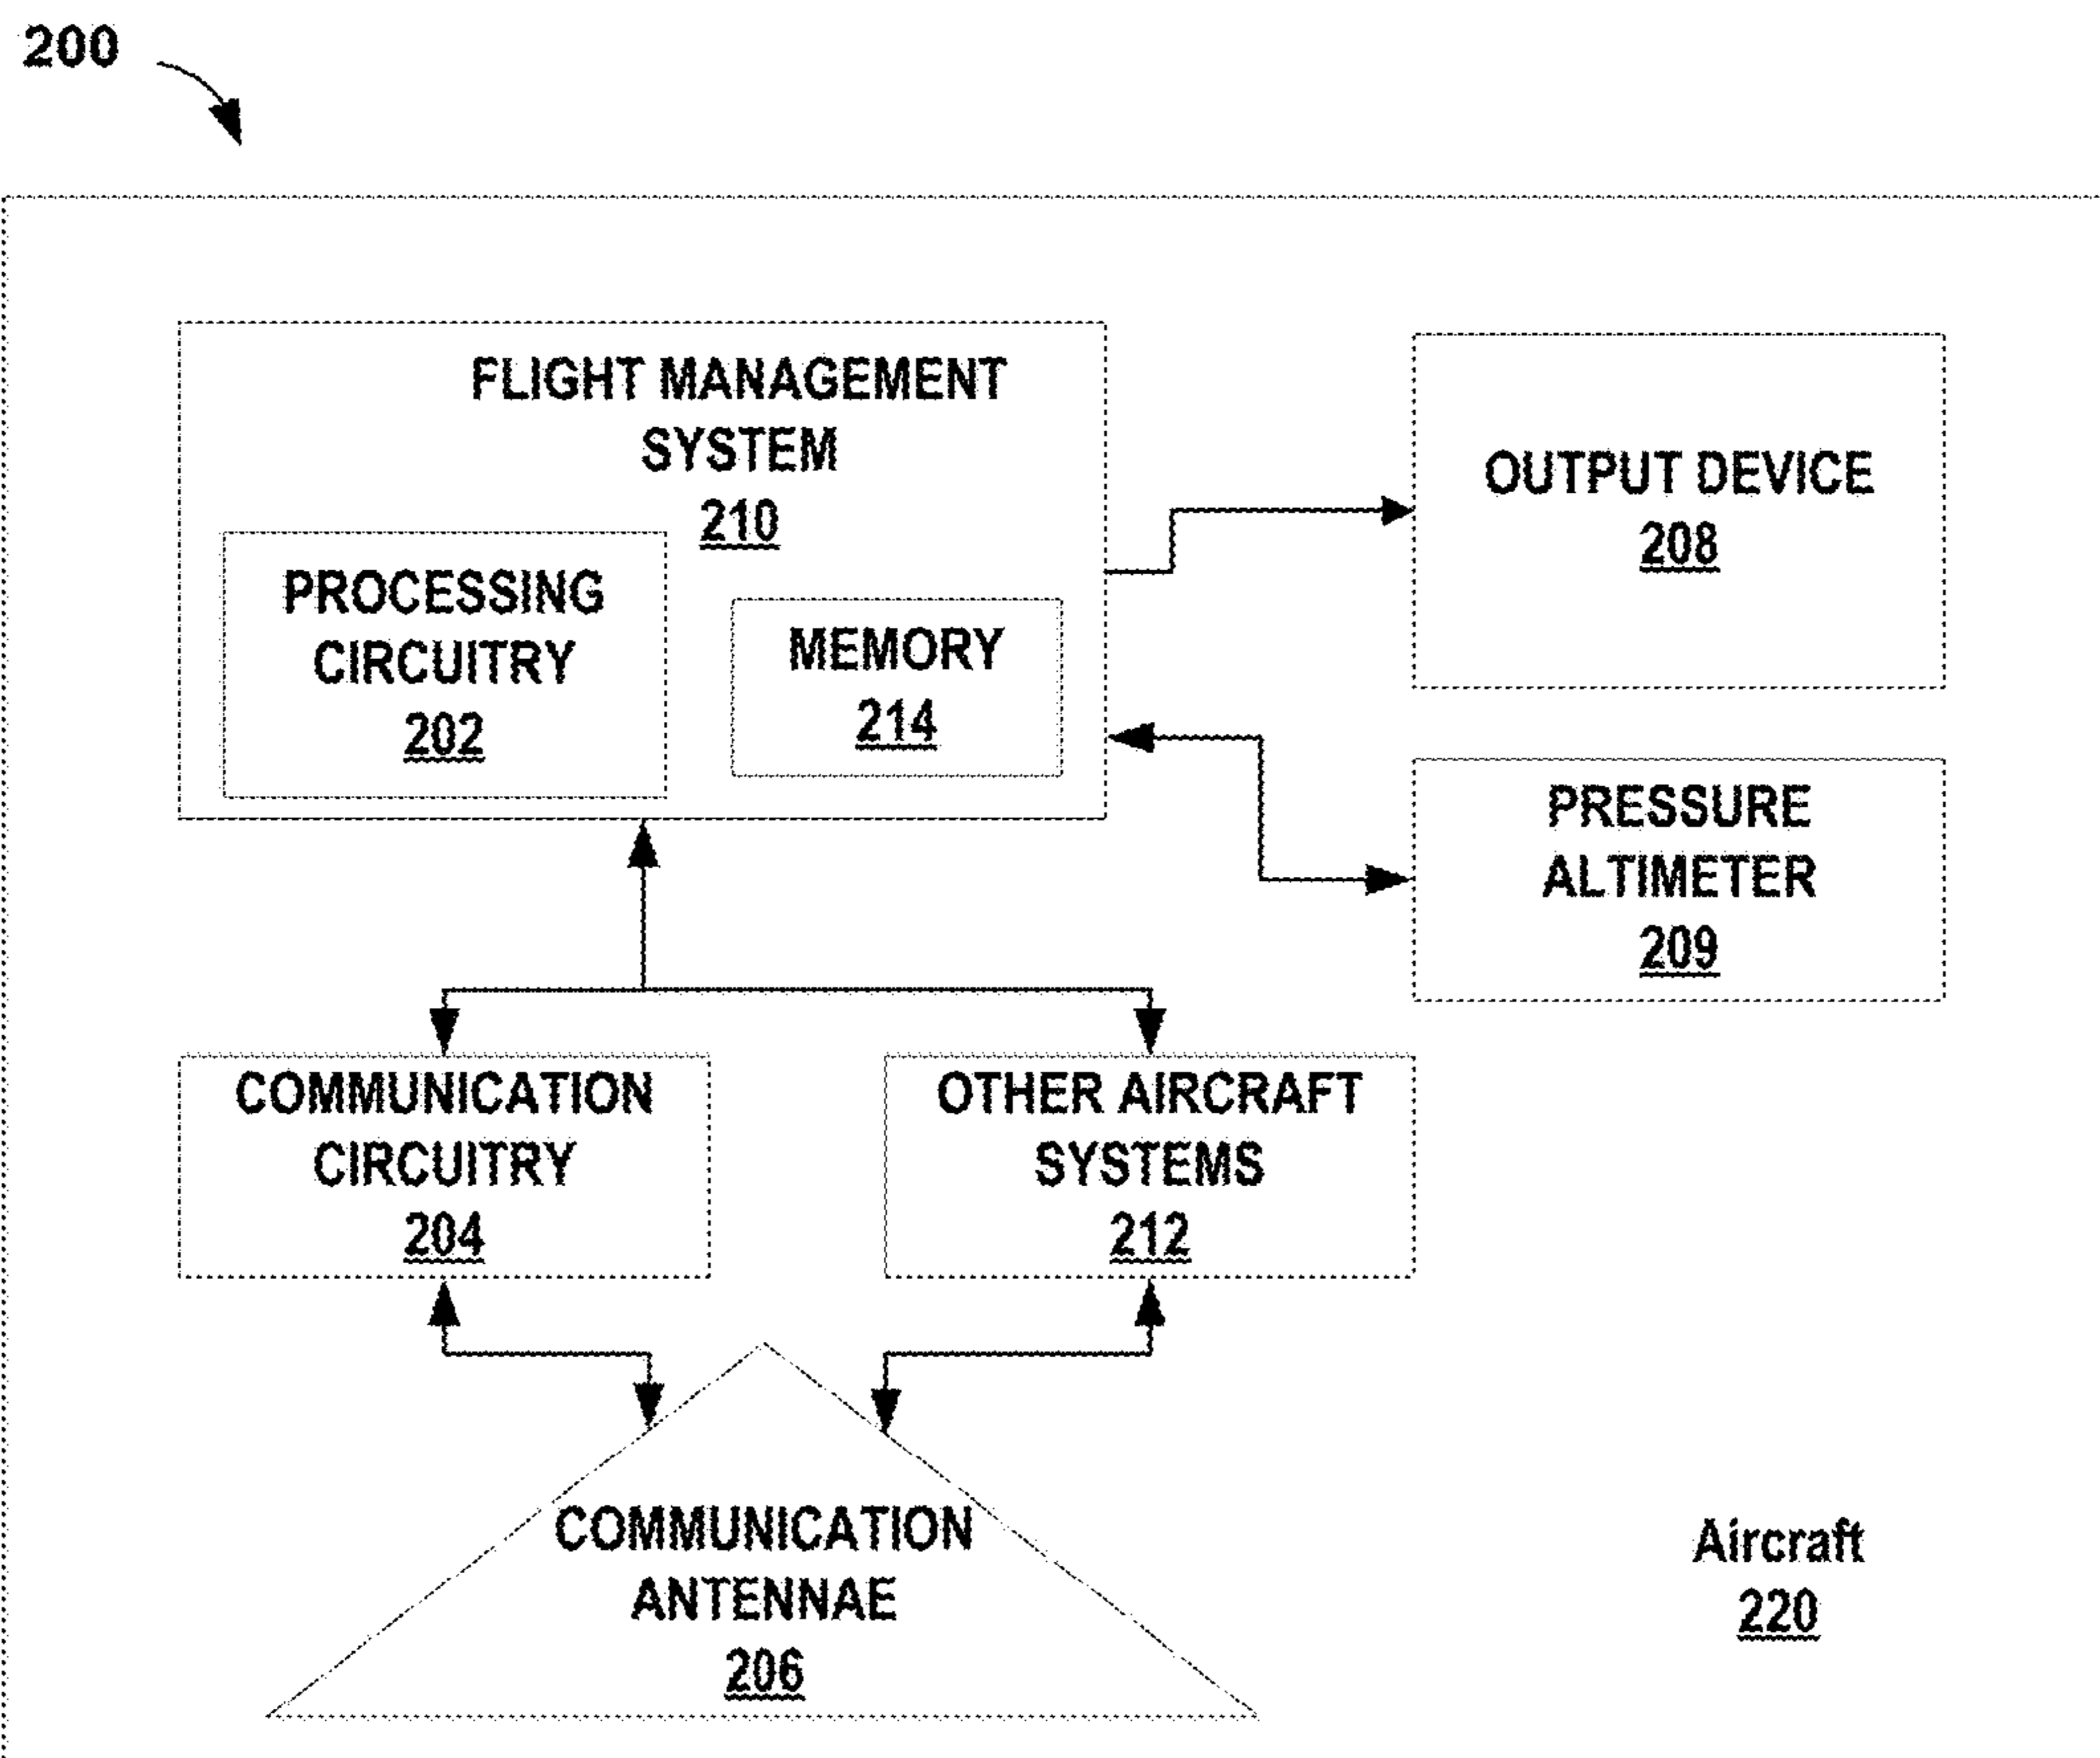 200
FLIGHT MANAGEMENT
SYSTEM
210
PROCESSING
CIRCUITRY
202
MEMORY
214
OUTPUT DEVICE
208
PRESSURE
ALTIMETER
209
COMMUNICATION
CIRCUITRY
204
OTHER AIRCRAFT
SYSTEMS
212
COMMUNICATION
ANTENNAE
206
Aircraft
220